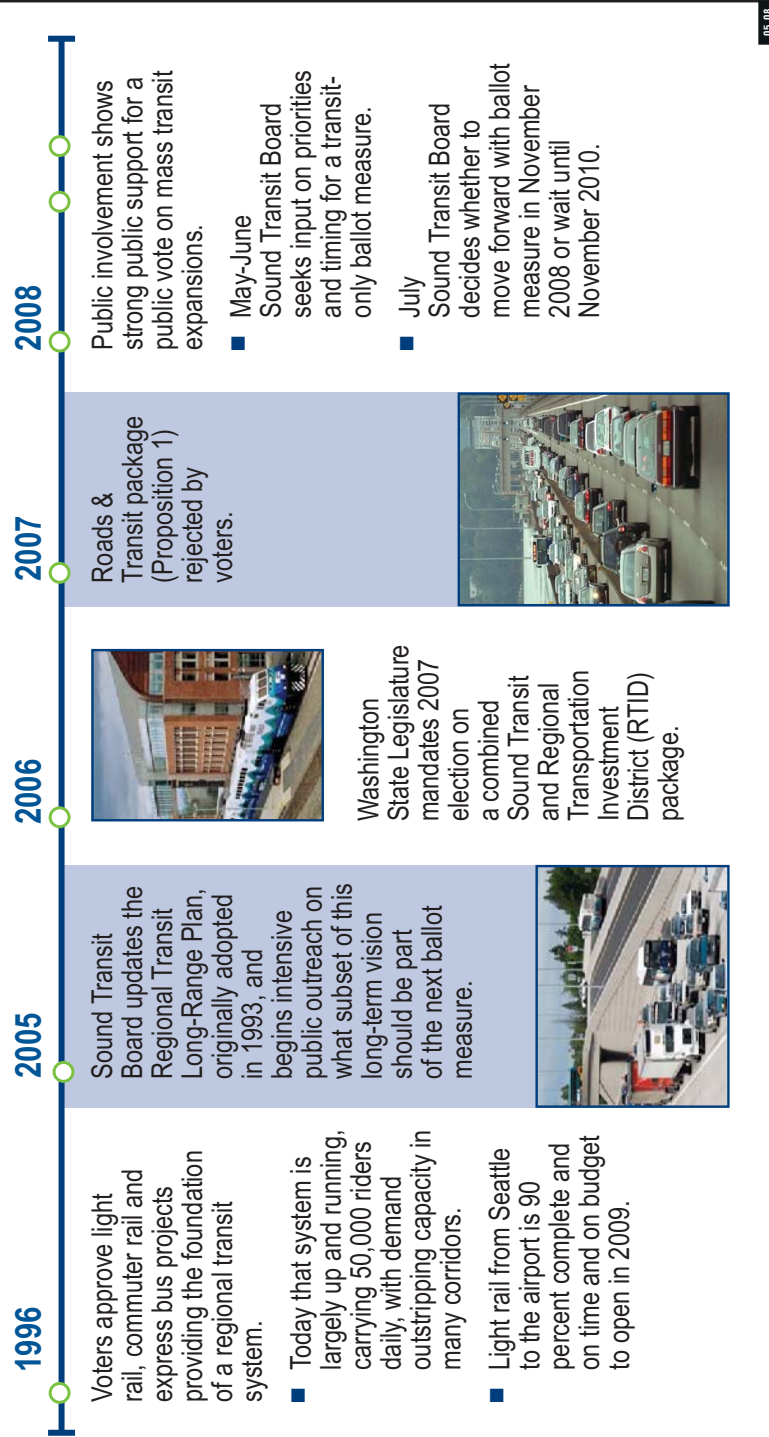 1996
Voters approve light
rail, commuter rail and
express bus projects
providing the foundation
of a regional transit
system.
■ Today that system is
largely up and running,
carrying 50,000 riders
daily, with demand
outstripping capacity in
many corridors.
■ Light rail from Seattle
to the airport is 90
percent complete and
on time and on budget
to open in 2009.
2005
Sound Transit
Board updates the
Regional Transit
Long-Range Plan,
originally adopted
in 1993, and
begins intensive
public outreach on
what subset of this
long-term vision
should be part
of the next ballot
measure.
2006
Washington
State Legislature
mandates 2007
election on
a combined
Sound Transit
and Regional
Transportation
Investment
District (RTID)
package.
2007
Roads &
Transit package
(Proposition 1)
rejected by
voters.
2008
Public involvement shows
strong public support for a
public vote on mass transit
expansions.
■ May-June
Sound Transit Board
seeks input on priorities
and timing for a transit-
only ballot measure.
■ July
Sound Transit Board
decides whether to
move forward with ballot
measure in November
2008 or wait until
November 2010.
05.08